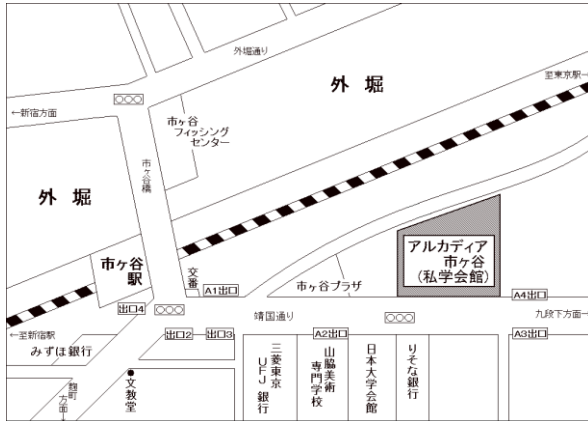 外堀通り
至東京駅→
外 堀
←新宿方面
市ヶ谷
フィッシング
センター
市ヶ谷橋
外 堀
市ヶ谷
駅
交番
アルカディア
市ヶ谷
(私学会館)
A1出口
市ヶ谷プラザ
A4出口
出口4
靖国通り
九段下方面→
←至新宿駅
出口2
出口3
A2出口
A3出口
みずほ銀行
麹町
方面
文教堂
三菱東京
UFJ銀行
山脇美術
専門学校
日本大学会館
りそな銀行